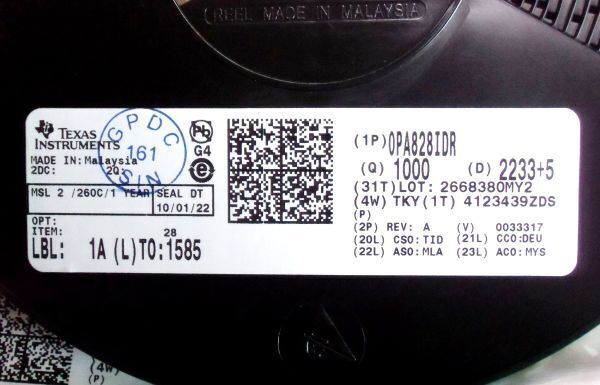 REEL MADE IN MALAYSIA
TEXAS
INSTRUMENTS
MADE IN: Malaysia
2DC: 2Q:
GPDC
161
SIN
Pb
G4
e
MSL 2 /260C/1 YEAR SEAL DT
10/01/22
OPT:
ITEM: 28
LBL: 1A (L)TO:1585
(1P) OPA828IDR
(Q) 1000 (D) 2233+5
(31T)LOT: 2668380MY2
(4W) TKY(1T) 4123439ZDS
(P)
(2P) REV: A (V) 0033317
(20L) CSO:TID (21L) CCO:DEU
(22L) ASO:MLA (23L) ACO:MYS
(4W)
(P)